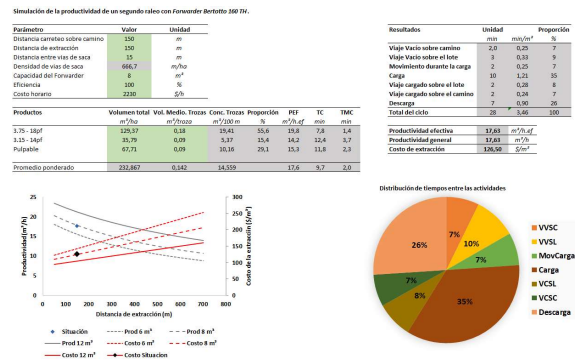 Simulación de la productividad de un segundo raleo con Forwarder Bertotto 160 TH.
Parámetro Valor Unidad
Distancia carreteo sobre camino 150 m
Distancia de extracción 150 m
Distancia entre vías de saca 15 m
Densidad de vías de saca 666,7 m/ha
Capacidad del Forwarder 8 m³
Eficiencia 100 %
Costo horario 2230 $/h
Productos Volumen total Vol. Medio. Trozas Conc. Trozas Proporción PEF TC TMC
m³/ha m³/trozo m³/100 m % m³/h.ef min min
3.75 - 18pf 129,37 0,18 19,41 55,6 19,8 7,8 1,4
3.15 - 14pf 35,79 0,09 5,37 15,4 14,2 12,4 3,7
Pulpable 67,71 0,09 10,16 29,1 15,3 11,8 2,3
Promedio ponderado 232,867 0,142 14,559 17,6 9,7 2,0
Resultados Unidad Proporción
min min/m³ %
Viaje Vacio sobre camino 2,0 0,25 7
Viaje Vacio sobre el lote 3 0,33 9
Movimiento durante la carga 2 0,25 7
Carga 10 1,21 35
Viaje cargado sobre el lote 2 0,28 8
Viaje cargado sobre el camino 2 0,24 7
Descarga 7 0,90 26
Total del ciclo 28 3,46 100
Productividad efectiva 17,63 m³/h.ef
Productividad general 17,63 m³/h
Costo de extracción 126,50 $/m³
Productividad(m³/h)
25
20
15
10
5
0
300
250
200
150
100
50
0
Costo de la extracción($/m³)
0 100 200 300 400 500 600 700 800
Distancia de extracción (m)
Situación Prod 6 m³ Prod 8 m³
Prod 12 m³ Costo 6 m³ Costo 8 m³
Costo 12 m³ Costo Situacion
Distribución de tiempos entre las actividades
7%
10%
7%
35%
8%
7%
26%
VVSC
VVSL
MovCarga
Carga
VCSL
VCSC
Descarga